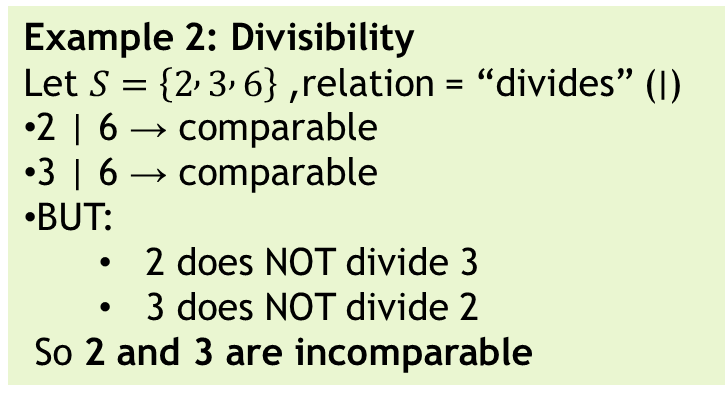 Example 2: Divisibility
Let 𝑆 = {2, 3, 6} ,relation = “divides” (|)
•2 | 6 → comparable
•3 | 6 → comparable
•BUT:
• 2 does NOT divide 3
• 3 does NOT divide 2
So 2 and 3 are incomparable